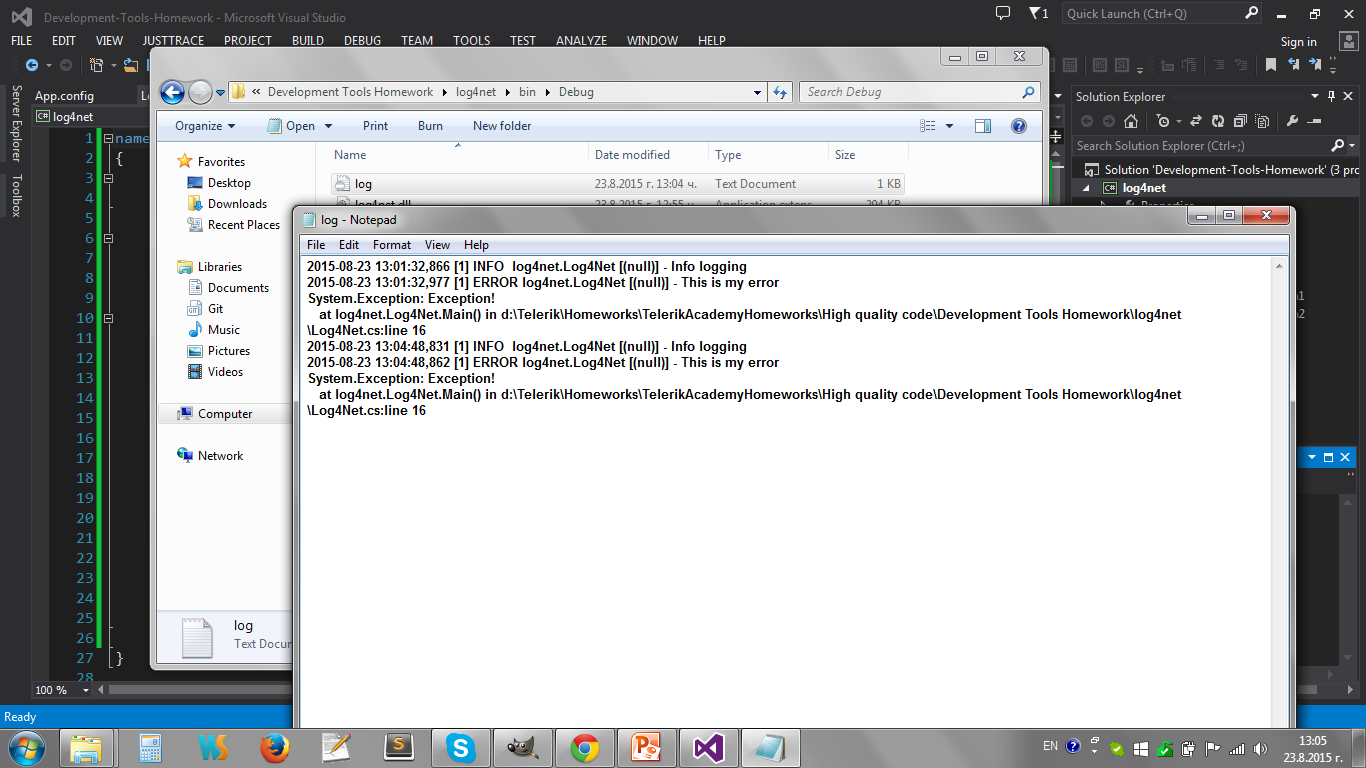 Development-Tools-Homework - Microsoft Visual Studio
1
Quick Launch (Ctrl+Q)
FILE EDIT VIEW JUSTTRACE PROJECT BUILD DEBUG TEAM TOOLS TEST ANALYZE WINDOW HELP
Sign in
Server Explorer
Toolbox
App.config
C# log4net
1 name
2 {
3
4
5
6
7
8
9
10
11
12
13
14
15
16
17
18
19
20
21
22
23
24
25
26
27 }
28
100 %
Ready
« Development Tools Homework log4net bin Debug
Search Debug
Organize Open Print Burn New folder
Favorites
Desktop
Downloads
Recent Places
Libraries
Documents
Git
Music
Pictures
Videos
Computer
Network
Name Date modified Type Size
log 23.8.2015 г. 13:04 ч. Text Document 1 KB
log4net.dll 23.8.2015 г. 12:55 ч. Application extens... 294 KB
log
Text Docum
log - Notepad
File Edit Format View Help
2015-08-23 13:01:32,866 [1] INFO  log4net.Log4Net [(null)] - Info logging
2015-08-23 13:01:32,977 [1] ERROR log4net.Log4Net [(null)] - This is my error
System.Exception: Exception!
   at log4net.Log4Net.Main() in d:\Telerik\Homeworks\TelerikAcademyHomeworks\High quality code\Development Tools Homework\log4net
\Log4Net.cs:line 16
2015-08-23 13:04:48,831 [1] INFO  log4net.Log4Net [(null)] - Info logging
2015-08-23 13:04:48,862 [1] ERROR log4net.Log4Net [(null)] - This is my error
System.Exception: Exception!
   at log4net.Log4Net.Main() in d:\Telerik\Homeworks\TelerikAcademyHomeworks\High quality code\Development Tools Homework\log4net
\Log4Net.cs:line 16
Solution Explorer
Search Solution Explorer (Ctrl+;)
Solution 'Development-Tools-Homework' (3 pro
C# log4net
Properties
EN
13:05
23.8.2015 г.